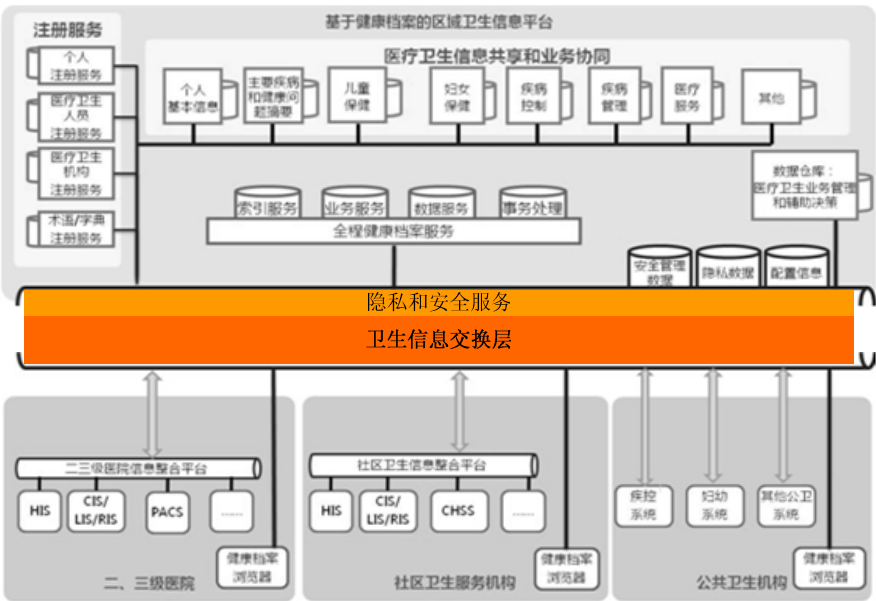 基于健康档案的区域卫生信息平台
注册服务
个人
注册服务
医疗卫生
人员
注册服务
医疗卫生
机构
注册服务
术语/字典
注册服务
医疗卫生信息共享和业务协同
个人
基本信息
主要疾病
和健康问
题摘要
儿童
保健
妇女
保健
疾病
控制
疾病
管理
医疗
服务
其他
数据仓库：
医疗卫生业务管理
和辅助决策
索引服务
业务服务
数据服务
事务处理
全程健康档案服务
安全管理
数据
隐私数据
配置信息
隐私和安全服务
卫生信息交换层
二三级医院信息整合平台
HIS
CIS/
LIS/RIS
PACS
......
健康档案
浏览器
二、三级医院
社区卫生信息整合平台
HIS
CIS/
LIS/RIS
CHSS
......
健康档案
浏览器
社区卫生服务机构
疾控
系统
妇幼
系统
其他公卫
系统
健康档案
浏览器
公共卫生机构